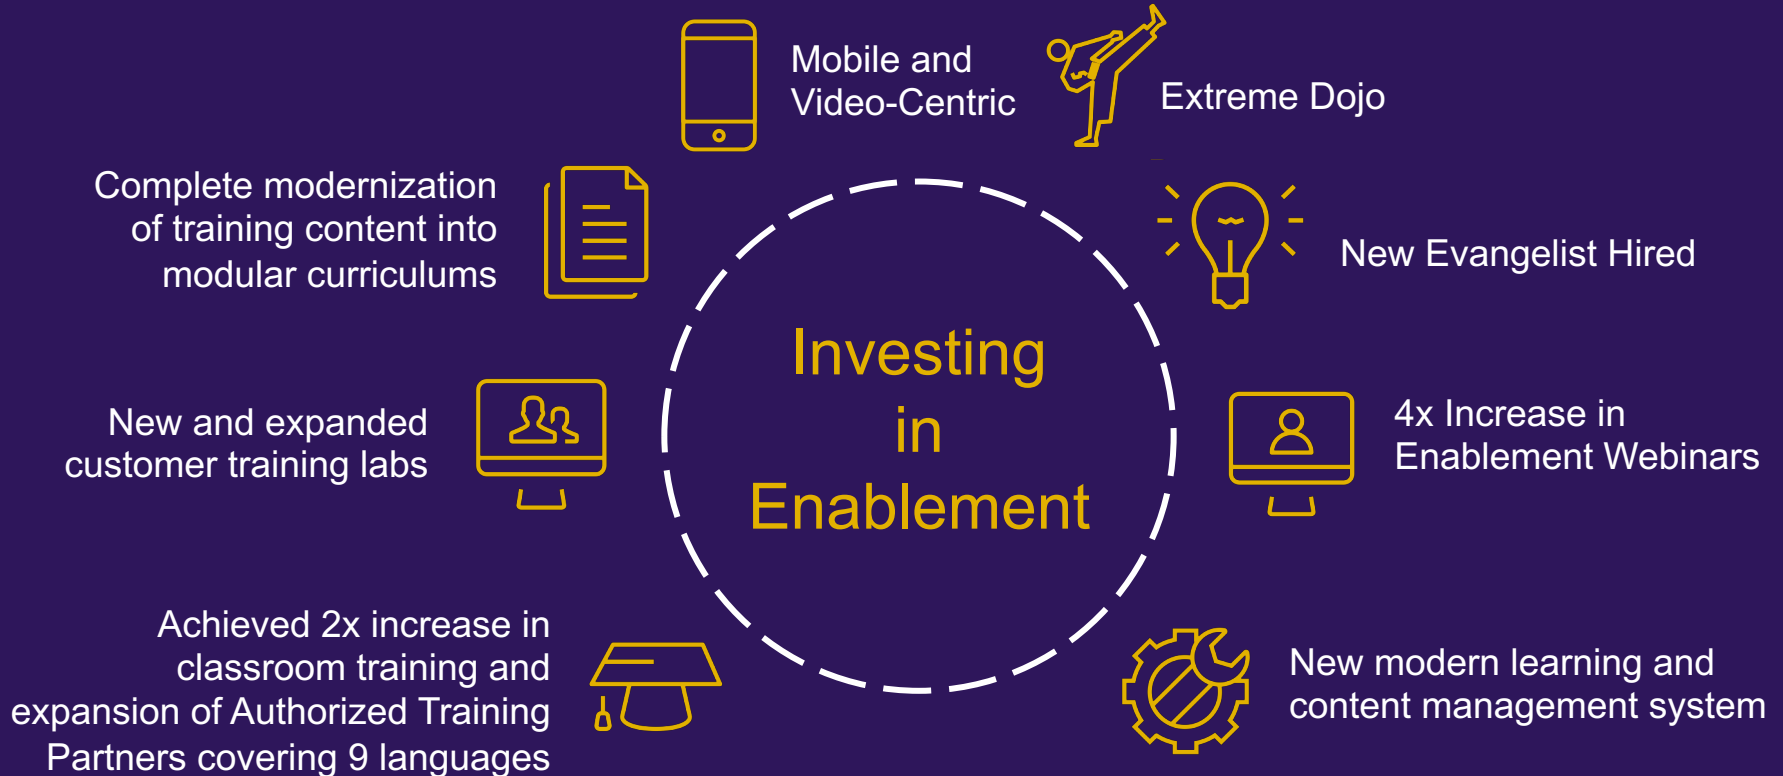 Mobile and
Video-Centric
Extreme Dojo
Complete modernization
of training content into
modular curriculums
New Evangelist Hired
Investing
in
Enablement
New and expanded
customer training labs
4x Increase in
Enablement Webinars
Achieved 2x increase in
classroom training and
expansion of Authorized Training
Partners covering 9 languages
New modern learning and
content management system